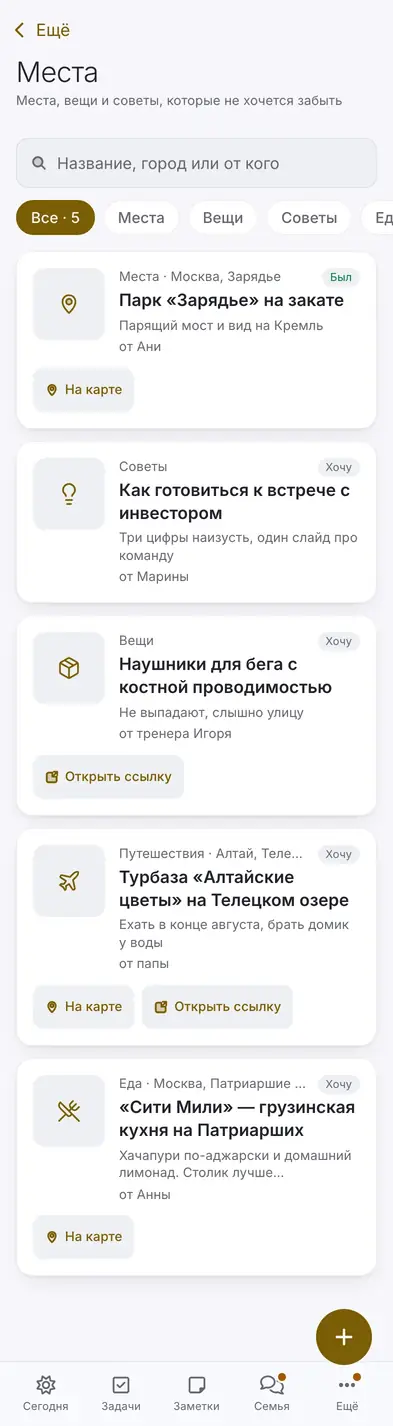 Ещё
Места
Места, вещи и советы, которые не хочется забыть
Название, город или от кого
Все · 5
Места
Вещи
Советы
Ед
Места · Москва, Зарядье
Был
Парк «Зарядье» на закате
Парящий мост и вид на Кремль
от Ани
На карте
Советы
Хочу
Как готовиться к встрече с
инвестором
Три цифры наизусть, один слайд про
команду
от Марины
Вещи
Хочу
Наушники для бега с
костной проводимостью
Не выпадают, слышно улицу
от тренера Игоря
Открыть ссылку
Путешествия · Алтай, Теле...
Хочу
Турбаза «Алтайские
цветы» на Телецком озере
Ехать в конце августа, брать домик
у воды
от папы
На карте
Открыть ссылку
Еда · Москва, Патриаршие ...
Хочу
«Сити Мили» — грузинская
кухня на Патриарших
Хачапури по-аджарски и домашний
лимонад. Столик лучше...
от Анны
На карте
Сегодня
Задачи
Заметки
Семья
Ещё